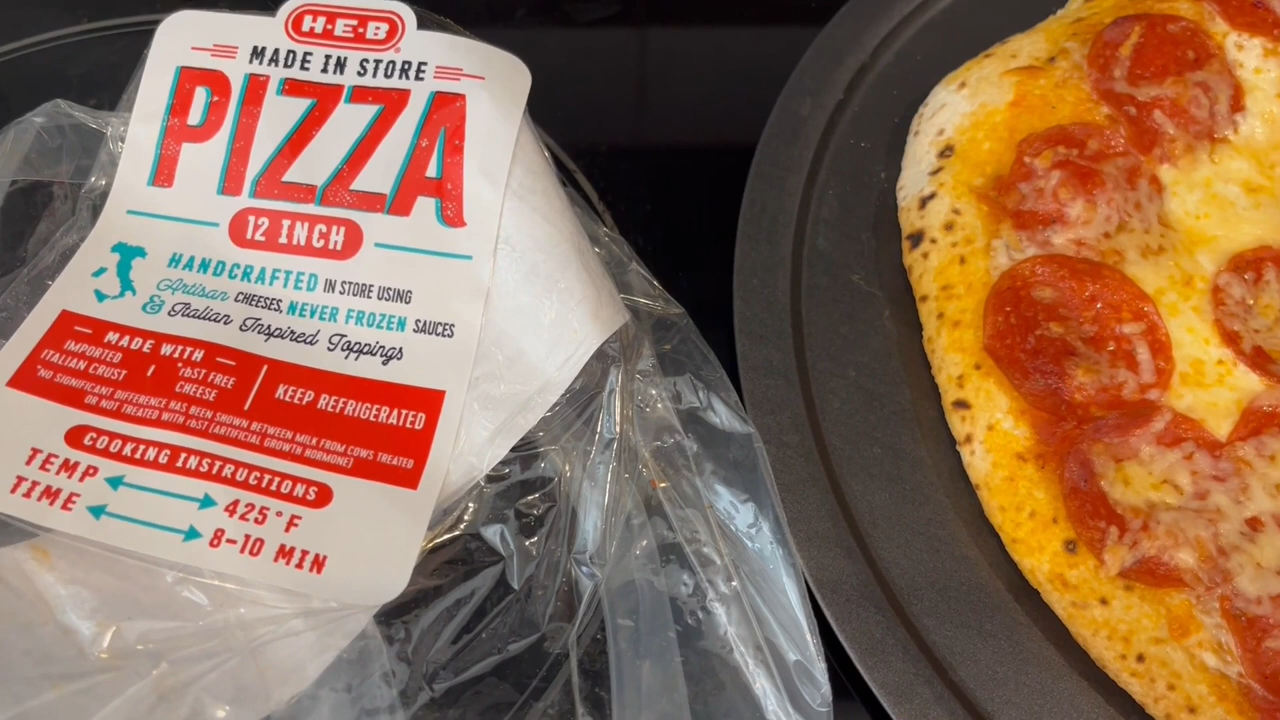 H-E-B
MADE IN STORE
PIZZA
12 INCH
HANDCRAFTED IN STORE USING
Artisan CHEESES, NEVER FROZEN SAUCES
& Italian Inspired Toppings
MADE WITH
IMPORTED
ITALIAN CRUST
*rbST FREE
CHEESE
KEEP REFRIGERATED
*NO SIGNIFICANT DIFFERENCE HAS BEEN SHOWN BETWEEN MILK FROM COWS TREATED
OR NOT TREATED WITH rbST (ARTIFICIAL GROWTH HORMONE)
COOKING INSTRUCTIONS
TEMP 425°F
TIME 8-10 MIN